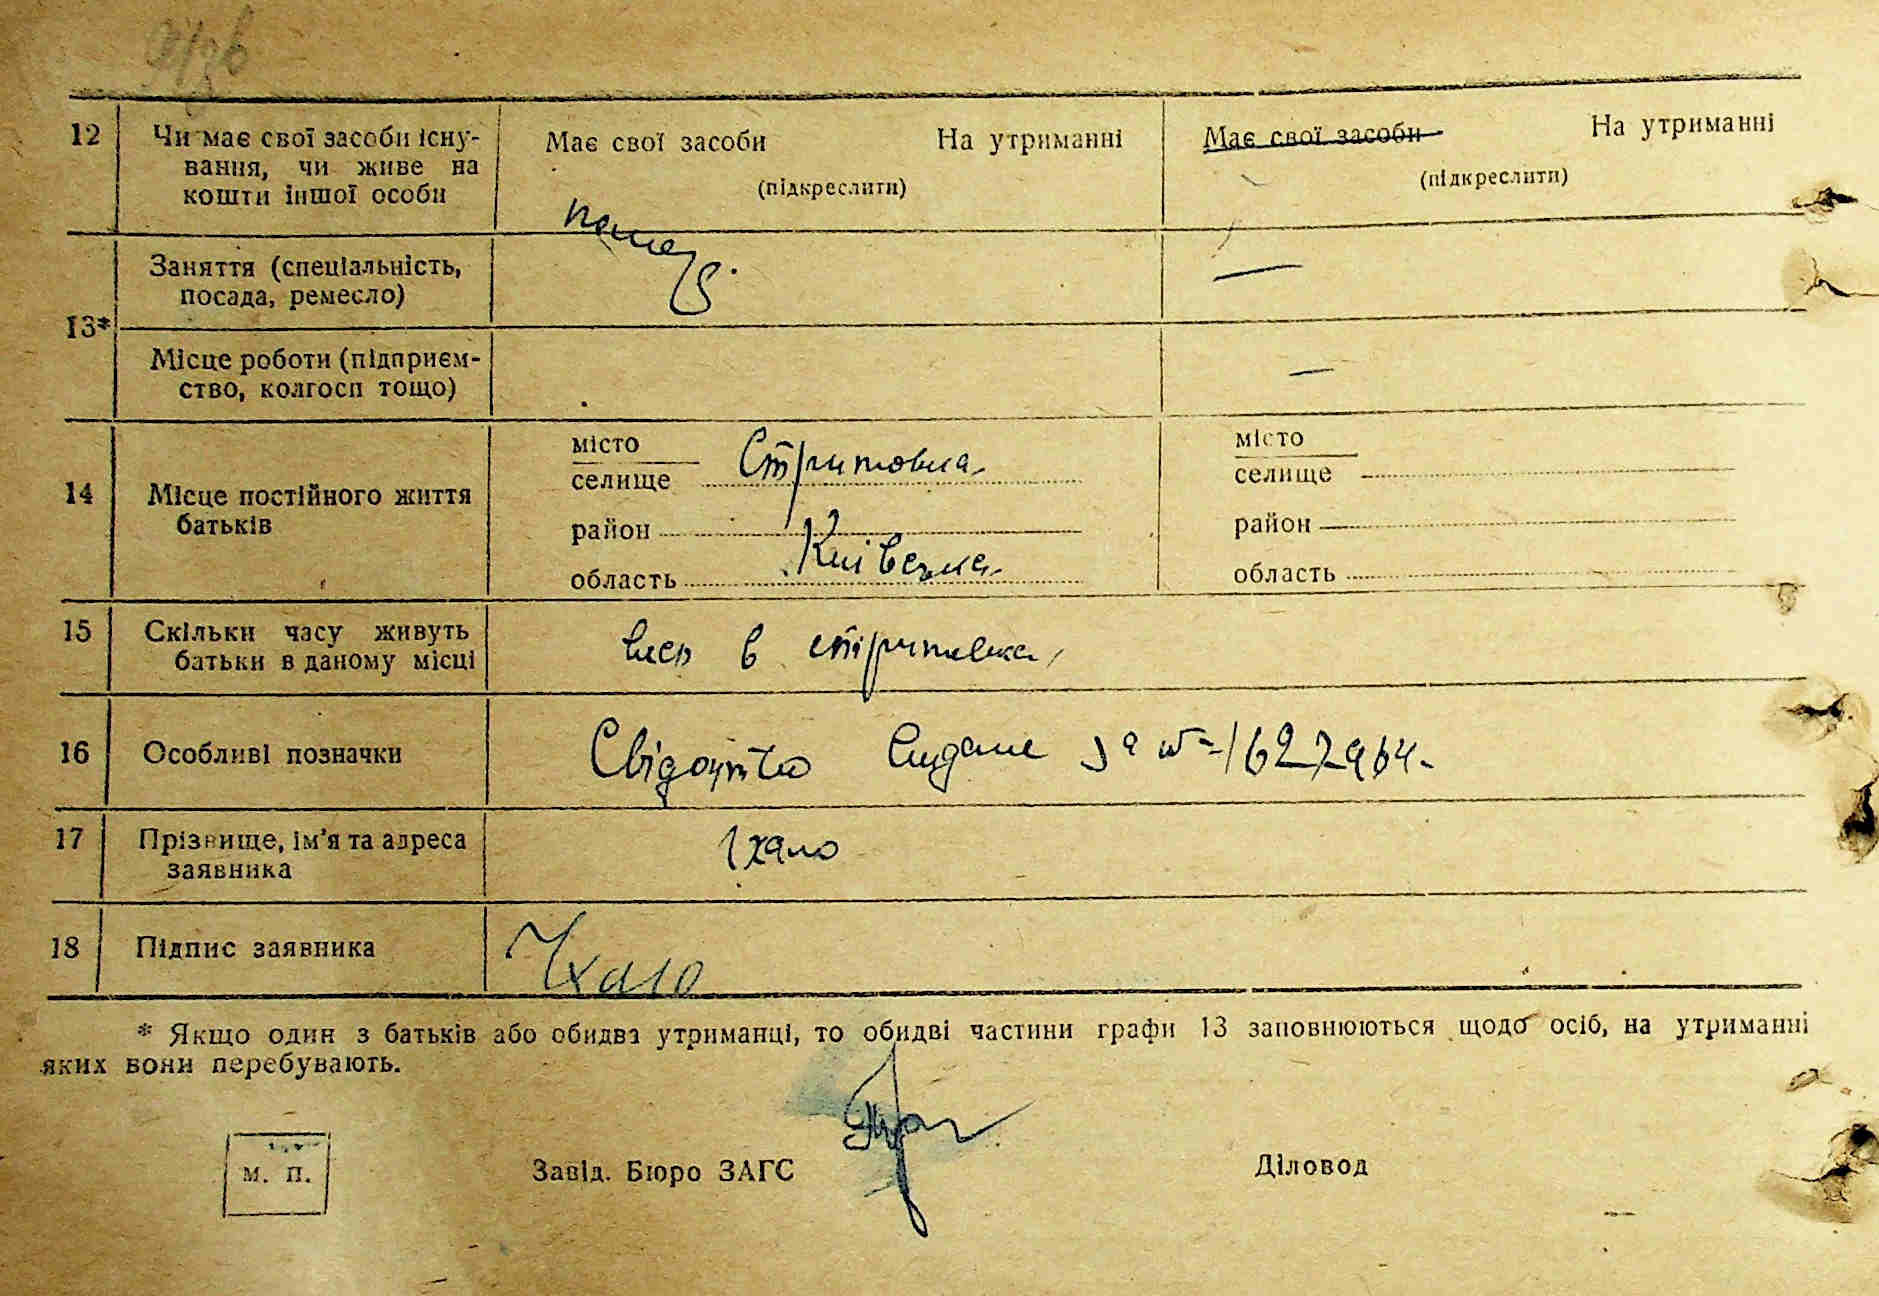 12 Чи має свої засоби існу-
вання, чи живе на
кошти іншої особи
Має свої засоби На утриманні
(підкреслити)
Має свої засоби На утриманні
(підкреслити)
13*
Заняття (спеціальність,
посада, ремесло)
—
Місце роботи (підприєм-
ство, колгосп тощо)
—
14 Місце постійного життя
батьків
місто
селище
район
область Київська
місто
селище
район
область
15 Скільки часу живуть
батьки в даному місці
в
16 Особливі позначки
Свідоцтво видане за №
17 Прізвище, ім’я та адреса
заявника
18 Підпис заявника
* Якщо один з батьків або обидва утриманці, то обидві частини графи 13 заповнюються щодо осіб, на утриманні
яких вони перебувають.
М. П.
Завід. Бюро ЗАГС
Діловод